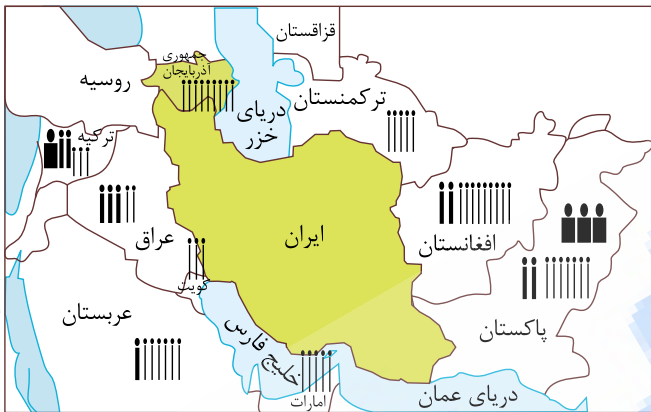 قزاقستان
جمهوری
آذربایجان
روسیه
ترکمنستان
دریای
خزر
ترکیه
عراق
ایران
افغانستان
کویت
عربستان
خلیج فارس
پاکستان
امارات
دریای عمان